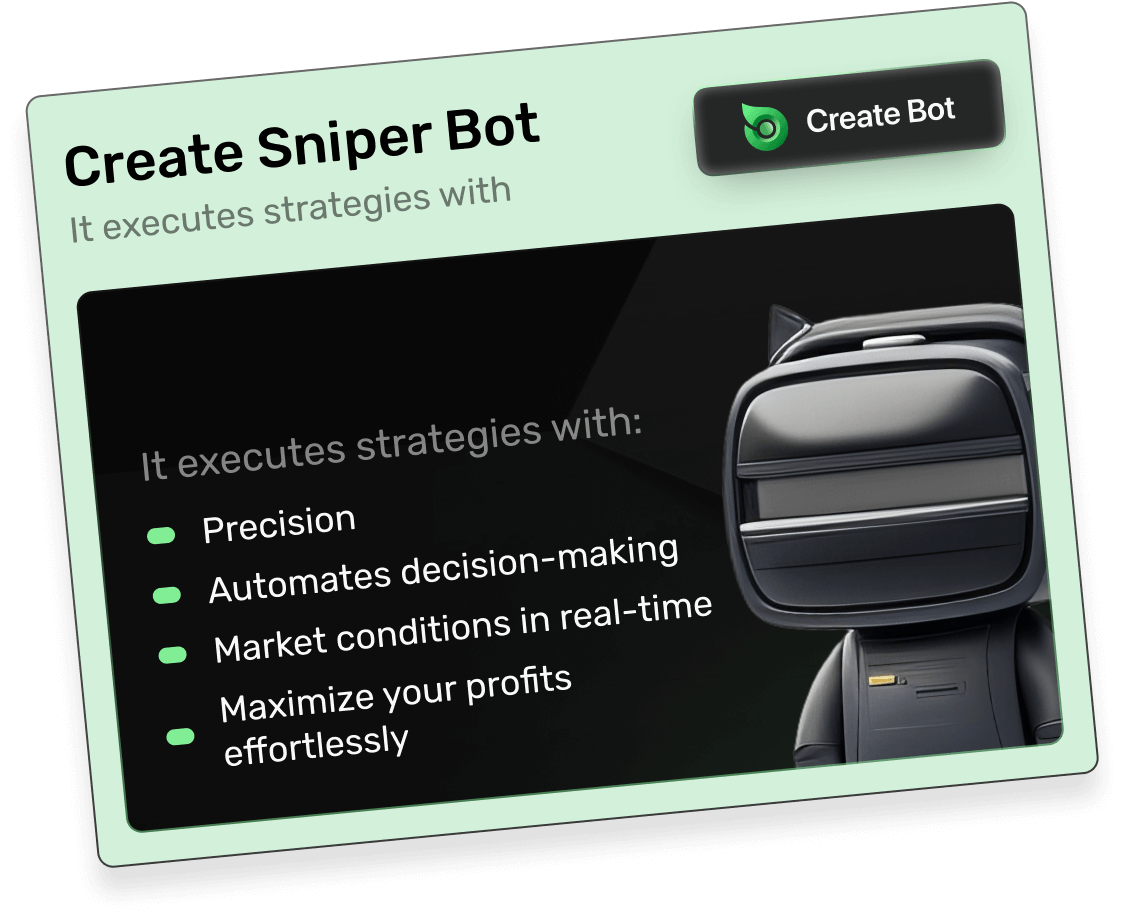 Create Sniper Bot
It executes strategies with
Create Bot
It executes strategies with:
Precision
Automates decision-making
Market conditions in real-time
Maximize your profits
effortlessly